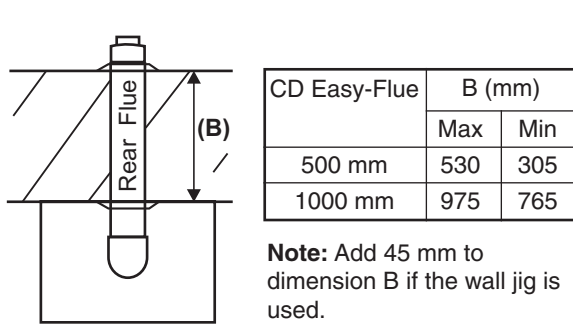 Rear Flue
(B)
CD Easy-Flue B (mm)
Max Min
500 mm 530 305
1000 mm 975 765
Note: Add 45 mm to
dimension B if the wall jig is
used.